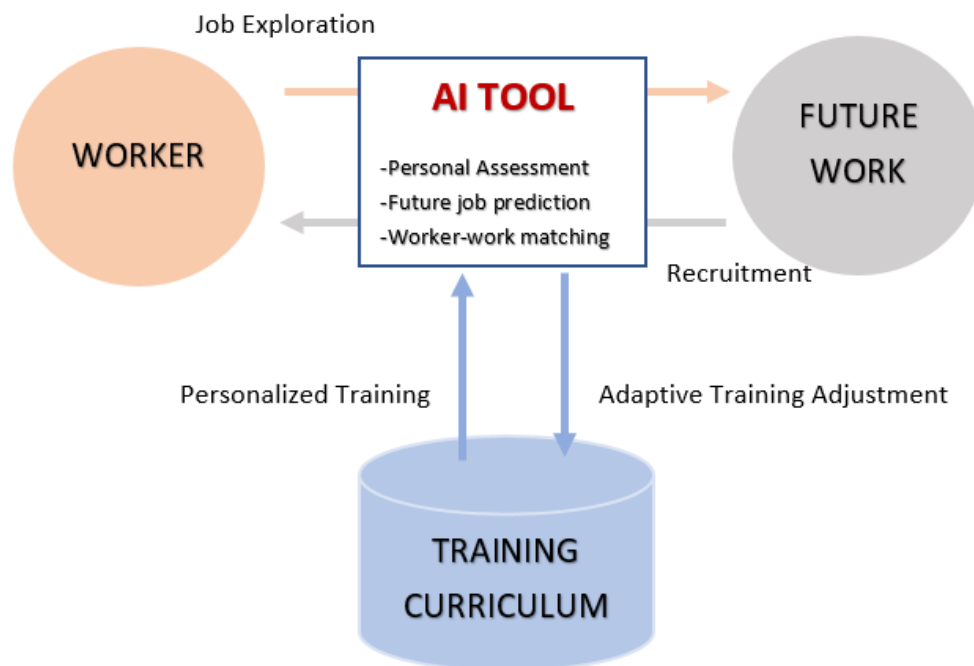 Job Exploration
WORKER
AI TOOL
-Personal Assessment
-Future job prediction
-Worker-work matching
FUTURE
WORK
Recruitment
Personalized Training
Adaptive Training Adjustment
TRAINING
CURRICULUM